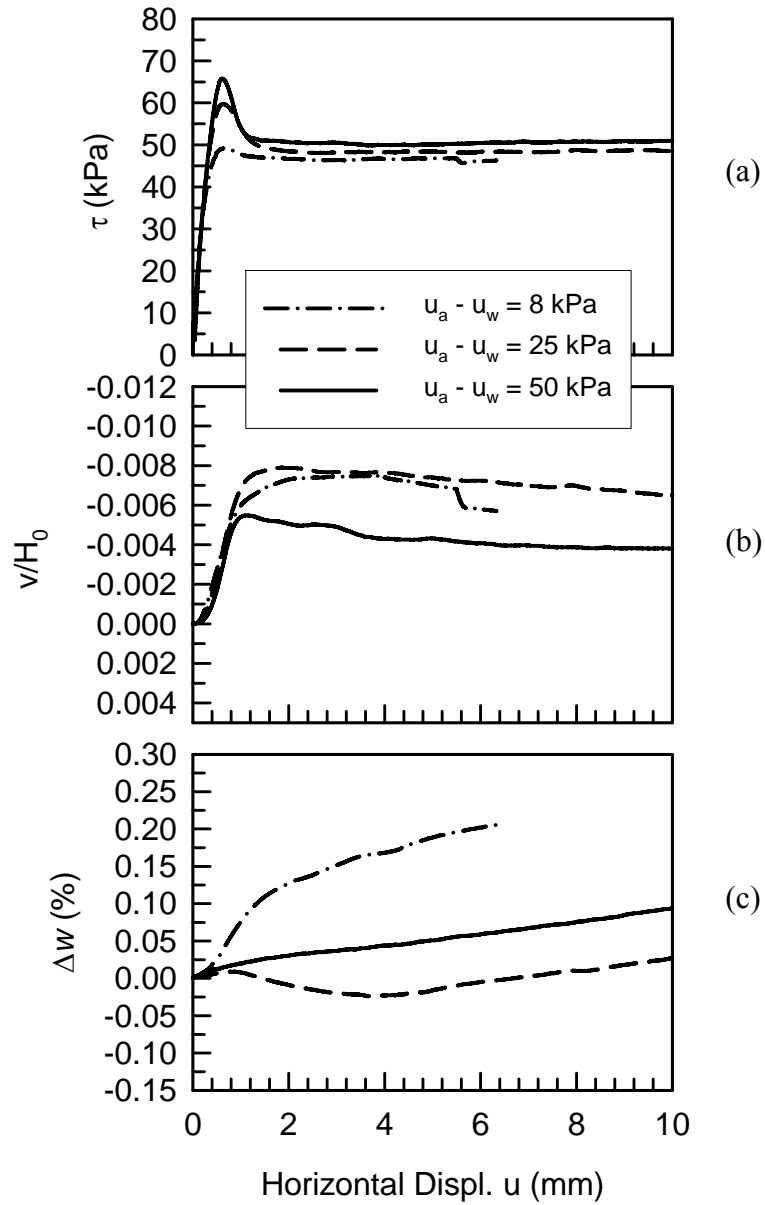 80
70
60
50
40
30
20
10
0
τ (kPa)
(a)
u_a - u_w = 8 kPa
u_a - u_w = 25 kPa
u_a - u_w = 50 kPa
-0.012
-0.010
-0.008
-0.006
-0.004
-0.002
0.000
0.002
0.004
v/H_0
(b)
0.30
0.25
0.20
0.15
0.10
0.05
0.00
-0.05
-0.10
-0.15
Δw (%)
(c)
0 2 4 6 8 10
Horizontal Displ. u (mm)